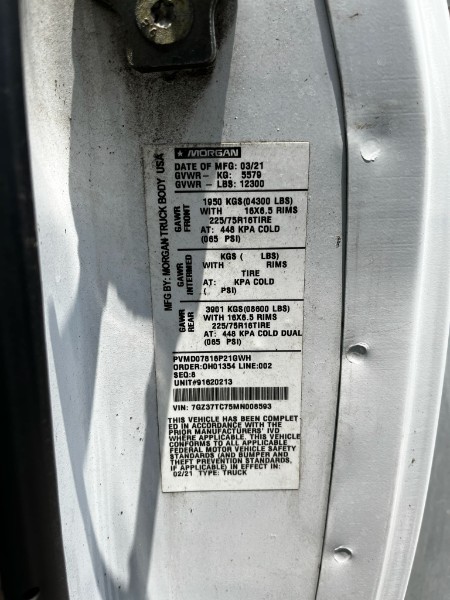 ★ MORGAN
MFG BY: MORGAN TRUCK BODY USA
DATE OF MFG: 03/21
GVWR- KG: 5579
GVWR- LBS: 12300
GAWR FRONT
1950 KGS(04300 LBS)
WITH 16X6.5 RIMS
225/75R16TIRE
AT: 448 KPA COLD
(065 PSI)
GAWR INTERMED
KGS ( LBS)
WITH RIMS
TIRE
AT: KPA COLD
( PSI)
GAWR REAR
3901 KGS(08600 LBS)
WITH 16X6.5 RIMS
225/75R16TIRE
AT: 448 KPA COLD DUAL
(065 PSI)
PVMD07816P21GWH
ORDER:OH01354 LINE:002
SEQ:8
UNIT#91620213
VIN: 7GZ37TC75MN008593
THIS VEHICLE HAS BEEN COMPLET
ED IN ACCORDANCE WITH THE
PRIOR MANUFACTURERS' IVD
WHERE APPLICABLE. THIS VEHICLE
CONFORMS TO ALL APPLICABLE
FEDERAL MOTOR VEHICLE SAFETY
STANDARDS (AND BUMPER AND
THEFT PREVENTION STANDARDS
IF APPLICABLE) IN EFFECT IN:
02/21 TYPE: TRUCK